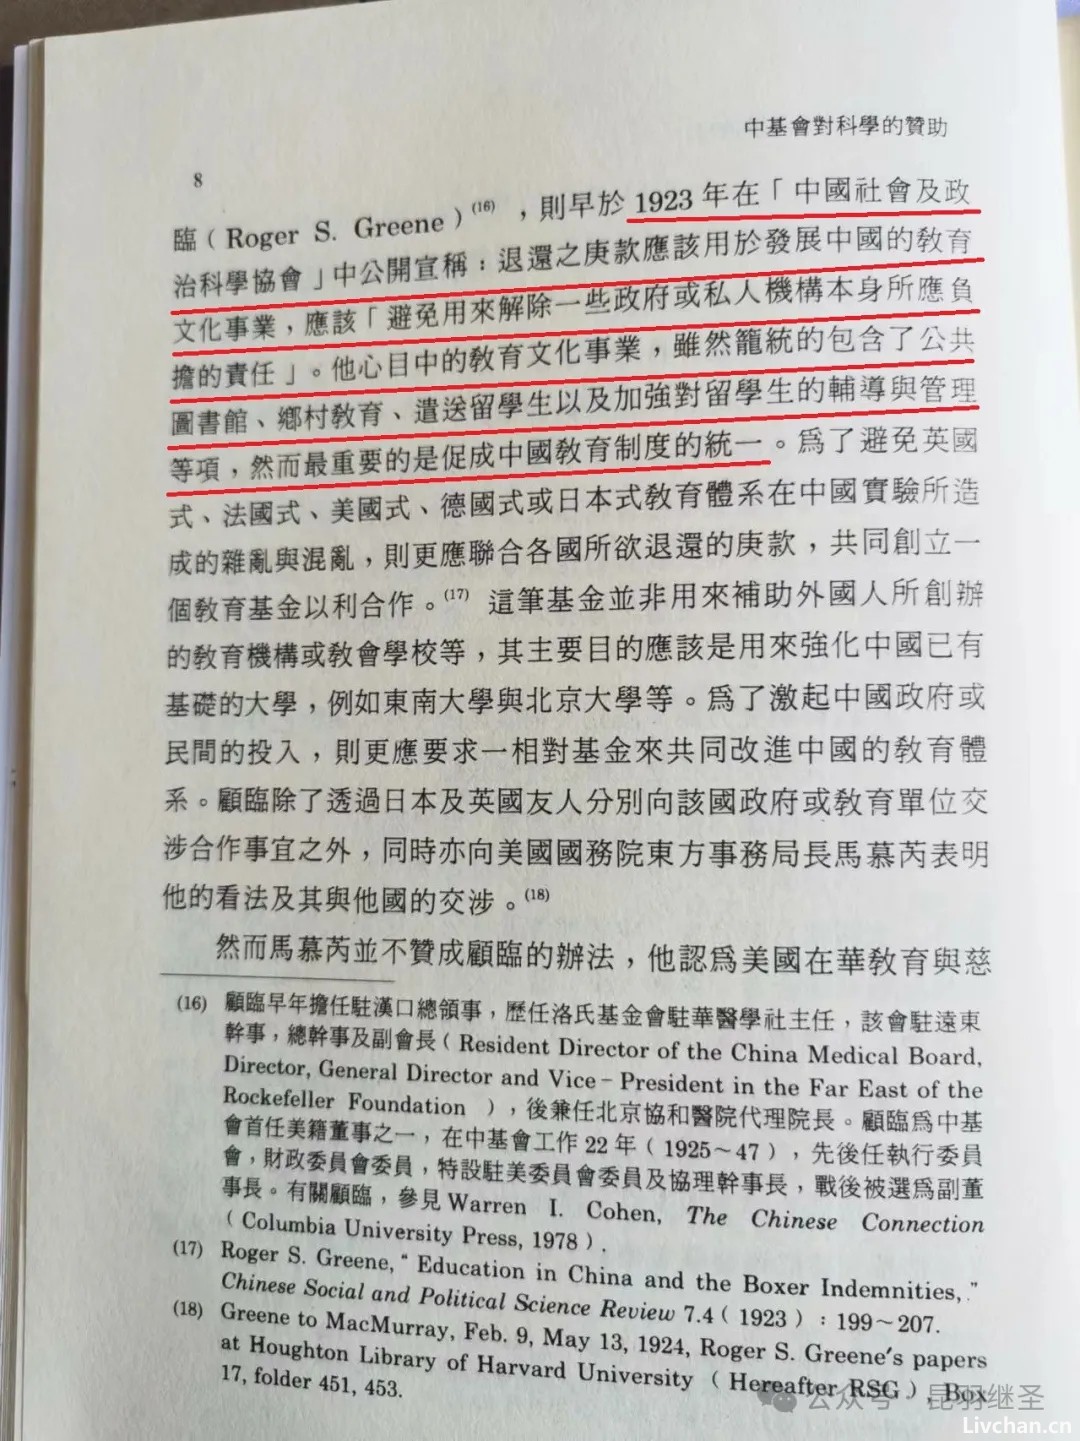 中基會對科學的贊助
8
臨（Roger S. Greene）(16)，則早於 1923 年在「中國社會及政
治科學協會」中公開宣稱：退還之庚款應該用於發展中國的教育
文化事業，應該「避免用來解除一些政府或私人機構本身所應負
擔的責任」。他心目中的教育文化事業，雖然籠統的包含了公共
圖書館、鄉村教育、遣送留學生以及加強對留學生的輔導與管理
等項，然而最重要的是促成中國教育制度的統一。爲了避免英國
式、法國式、美國式、德國式或日本式教育體系在中國實驗所造
成的雜亂與混亂，則更應聯合各國所欲退還的庚款，共同創立一
個教育基金以利合作。(17) 這筆基金並非用來補助外國人所創辦
的教育機構或教會學校等，其主要目的應該是用來強化中國已有
基礎的大學，例如東南大學與北京大學等。爲了激起中國政府或
民間的投入，則更應要求一相對基金來共同改進中國的教育體
系。顧臨除了透過日本及英國友人分別向該國政府或教育單位交
涉合作事宜之外，同時亦向美國國務院東方事務局長馬慕芮表明
他的看法及其與他國的交涉。(18)
然而馬慕芮並不贊成顧臨的辦法，他認爲美國在華教育與慈
(16) 顧臨早年擔任駐漢口總領事，歷任洛氏基金會駐華醫學社主任，該會駐遠東
幹事，總幹事及副會長（Resident Director of the China Medical Board,
Director, General Director and Vice－President in the Far East of the
Rockefeller Foundation ），後兼任北京協和醫院代理院長。顧臨爲中基
會首任美籍董事之一，在中基會工作 22 年（1925～47），先後任執行委員
會，財政委員會委員，特設駐美委員會委員及協理幹事長，戰後被選爲副董
事長。有關顧臨，參見 Warren I. Cohen, The Chinese Connection
（Columbia University Press, 1978）.
(17) Roger S. Greene, “ Education in China and the Boxer Indemnities, ”
Chinese Social and Political Science Review 7.4（1923）：199～207.
(18) Greene to MacMurray, Feb. 9, May 13, 1924, Roger S. Greene's papers
at Houghton Library of Harvard University （Hereafter RSG）, Box
17, folder 451, 453.
公众号 · 昆羽继圣
Livchan.cn